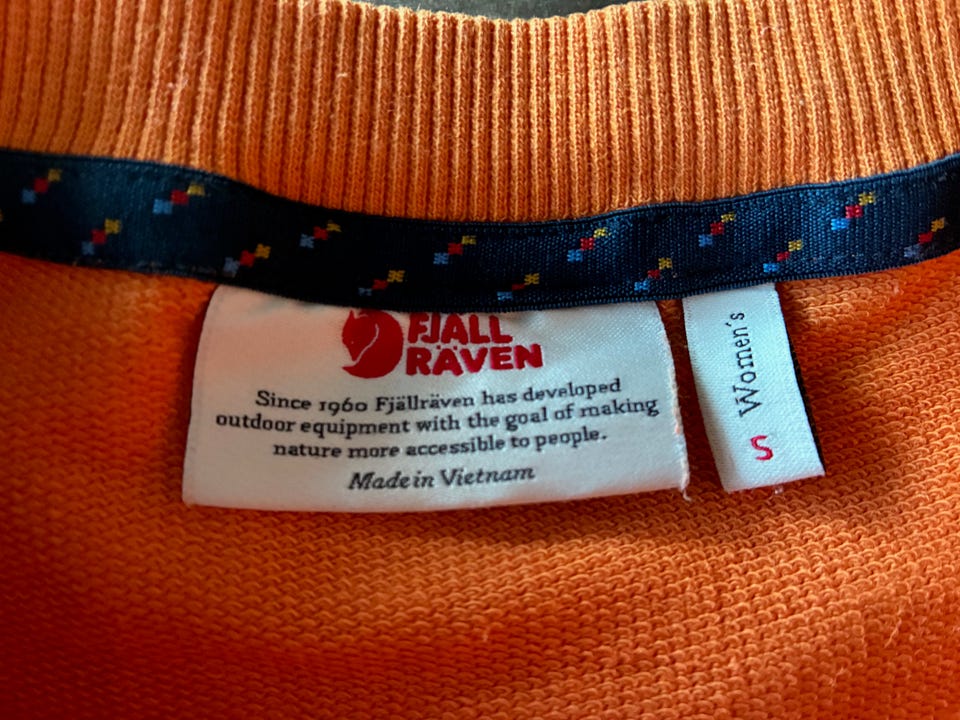 FJÄLL
RÄVEN
Since 1960 Fjällräven has developed
outdoor equipment with the goal of making
nature more accessible to people.
Made in Vietnam
Women's
S